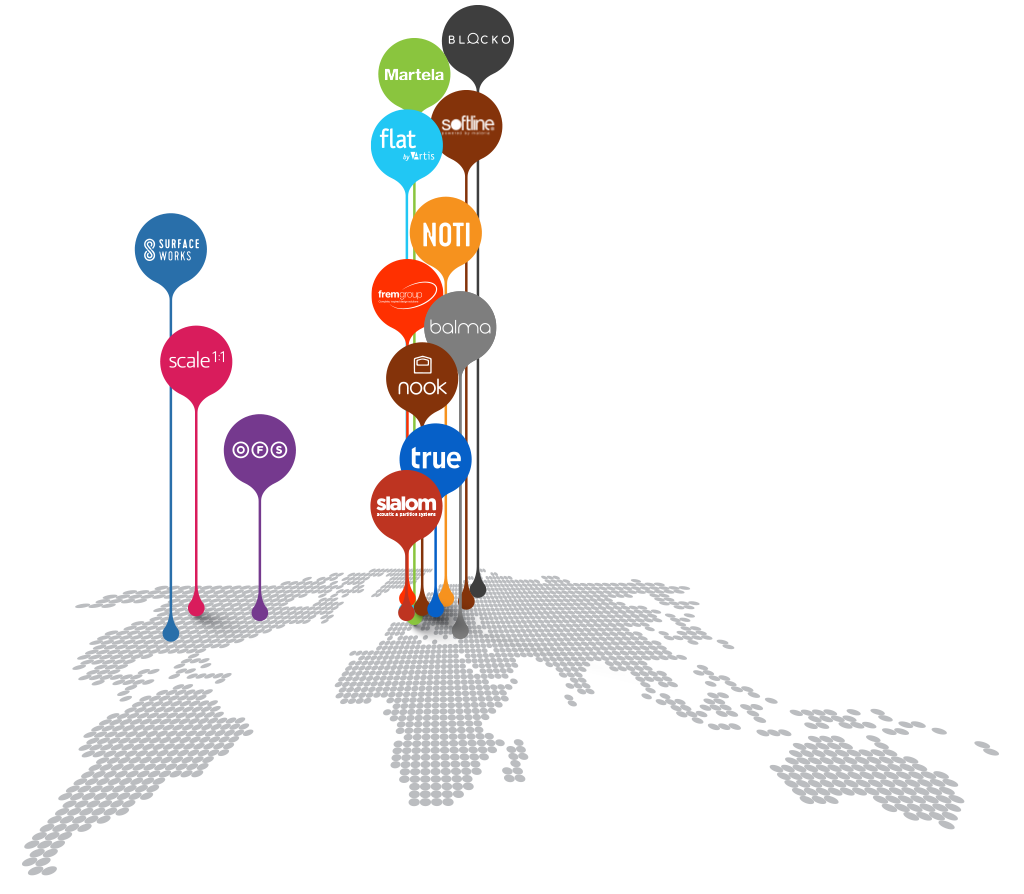 BLOCKO
Martela
softline
flat
by Artis
NOTI
SURFACE
WORKS
fremgroup
balma
scale 1:1
nook
OFS
true
slalom
acoustic & partition systems